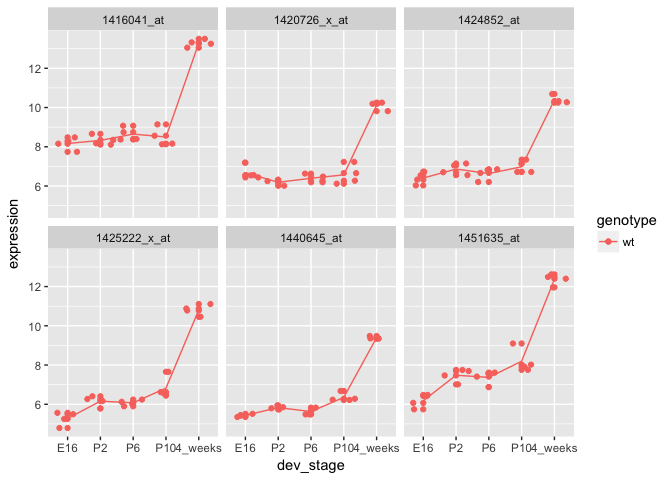 1416041_at 1420726_x_at 1424852_at
12
10
8
6
expression
genotype
wt
1425222_x_at 1440645_at 1451635_at
12
10
8
6
E16 P2 P6 P10 4_weeks E16 P2 P6 P10 4_weeks E16 P2 P6 P10 4_weeks
dev_stage